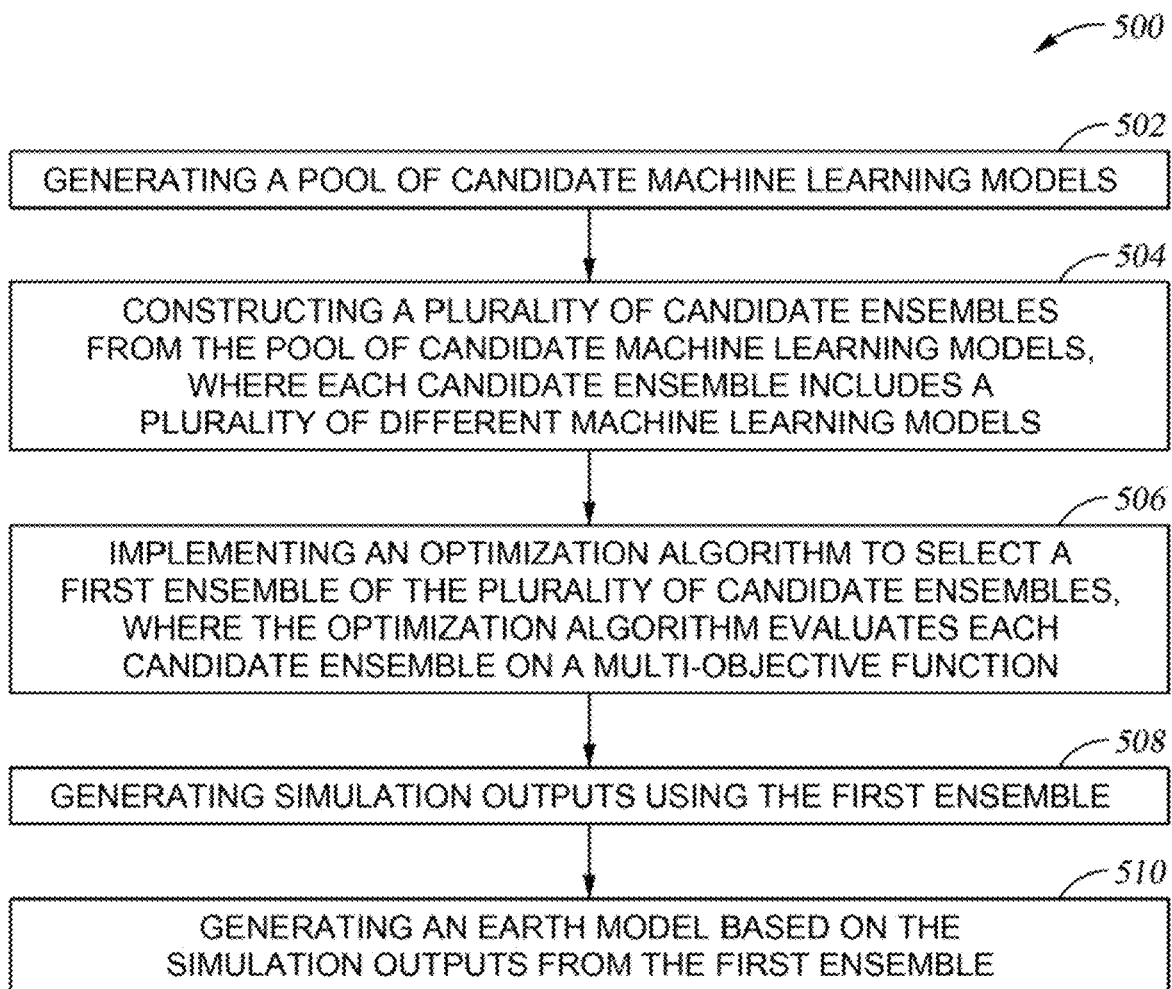 500
502
GENERATING A POOL OF CANDIDATE MACHINE LEARNING MODELS
504
CONSTRUCTING A PLURALITY OF CANDIDATE ENSEMBLES
FROM THE POOL OF CANDIDATE MACHINE LEARNING MODELS,
WHERE EACH CANDIDATE ENSEMBLE INCLUDES A
PLURALITY OF DIFFERENT MACHINE LEARNING MODELS
506
IMPLEMENTING AN OPTIMIZATION ALGORITHM TO SELECT A
FIRST ENSEMBLE OF THE PLURALITY OF CANDIDATE ENSEMBLES,
WHERE THE OPTIMIZATION ALGORITHM EVALUATES EACH
CANDIDATE ENSEMBLE ON A MULTI-OBJECTIVE FUNCTION
508
GENERATING SIMULATION OUTPUTS USING THE FIRST ENSEMBLE
510
GENERATING AN EARTH MODEL BASED ON THE
SIMULATION OUTPUTS FROM THE FIRST ENSEMBLE